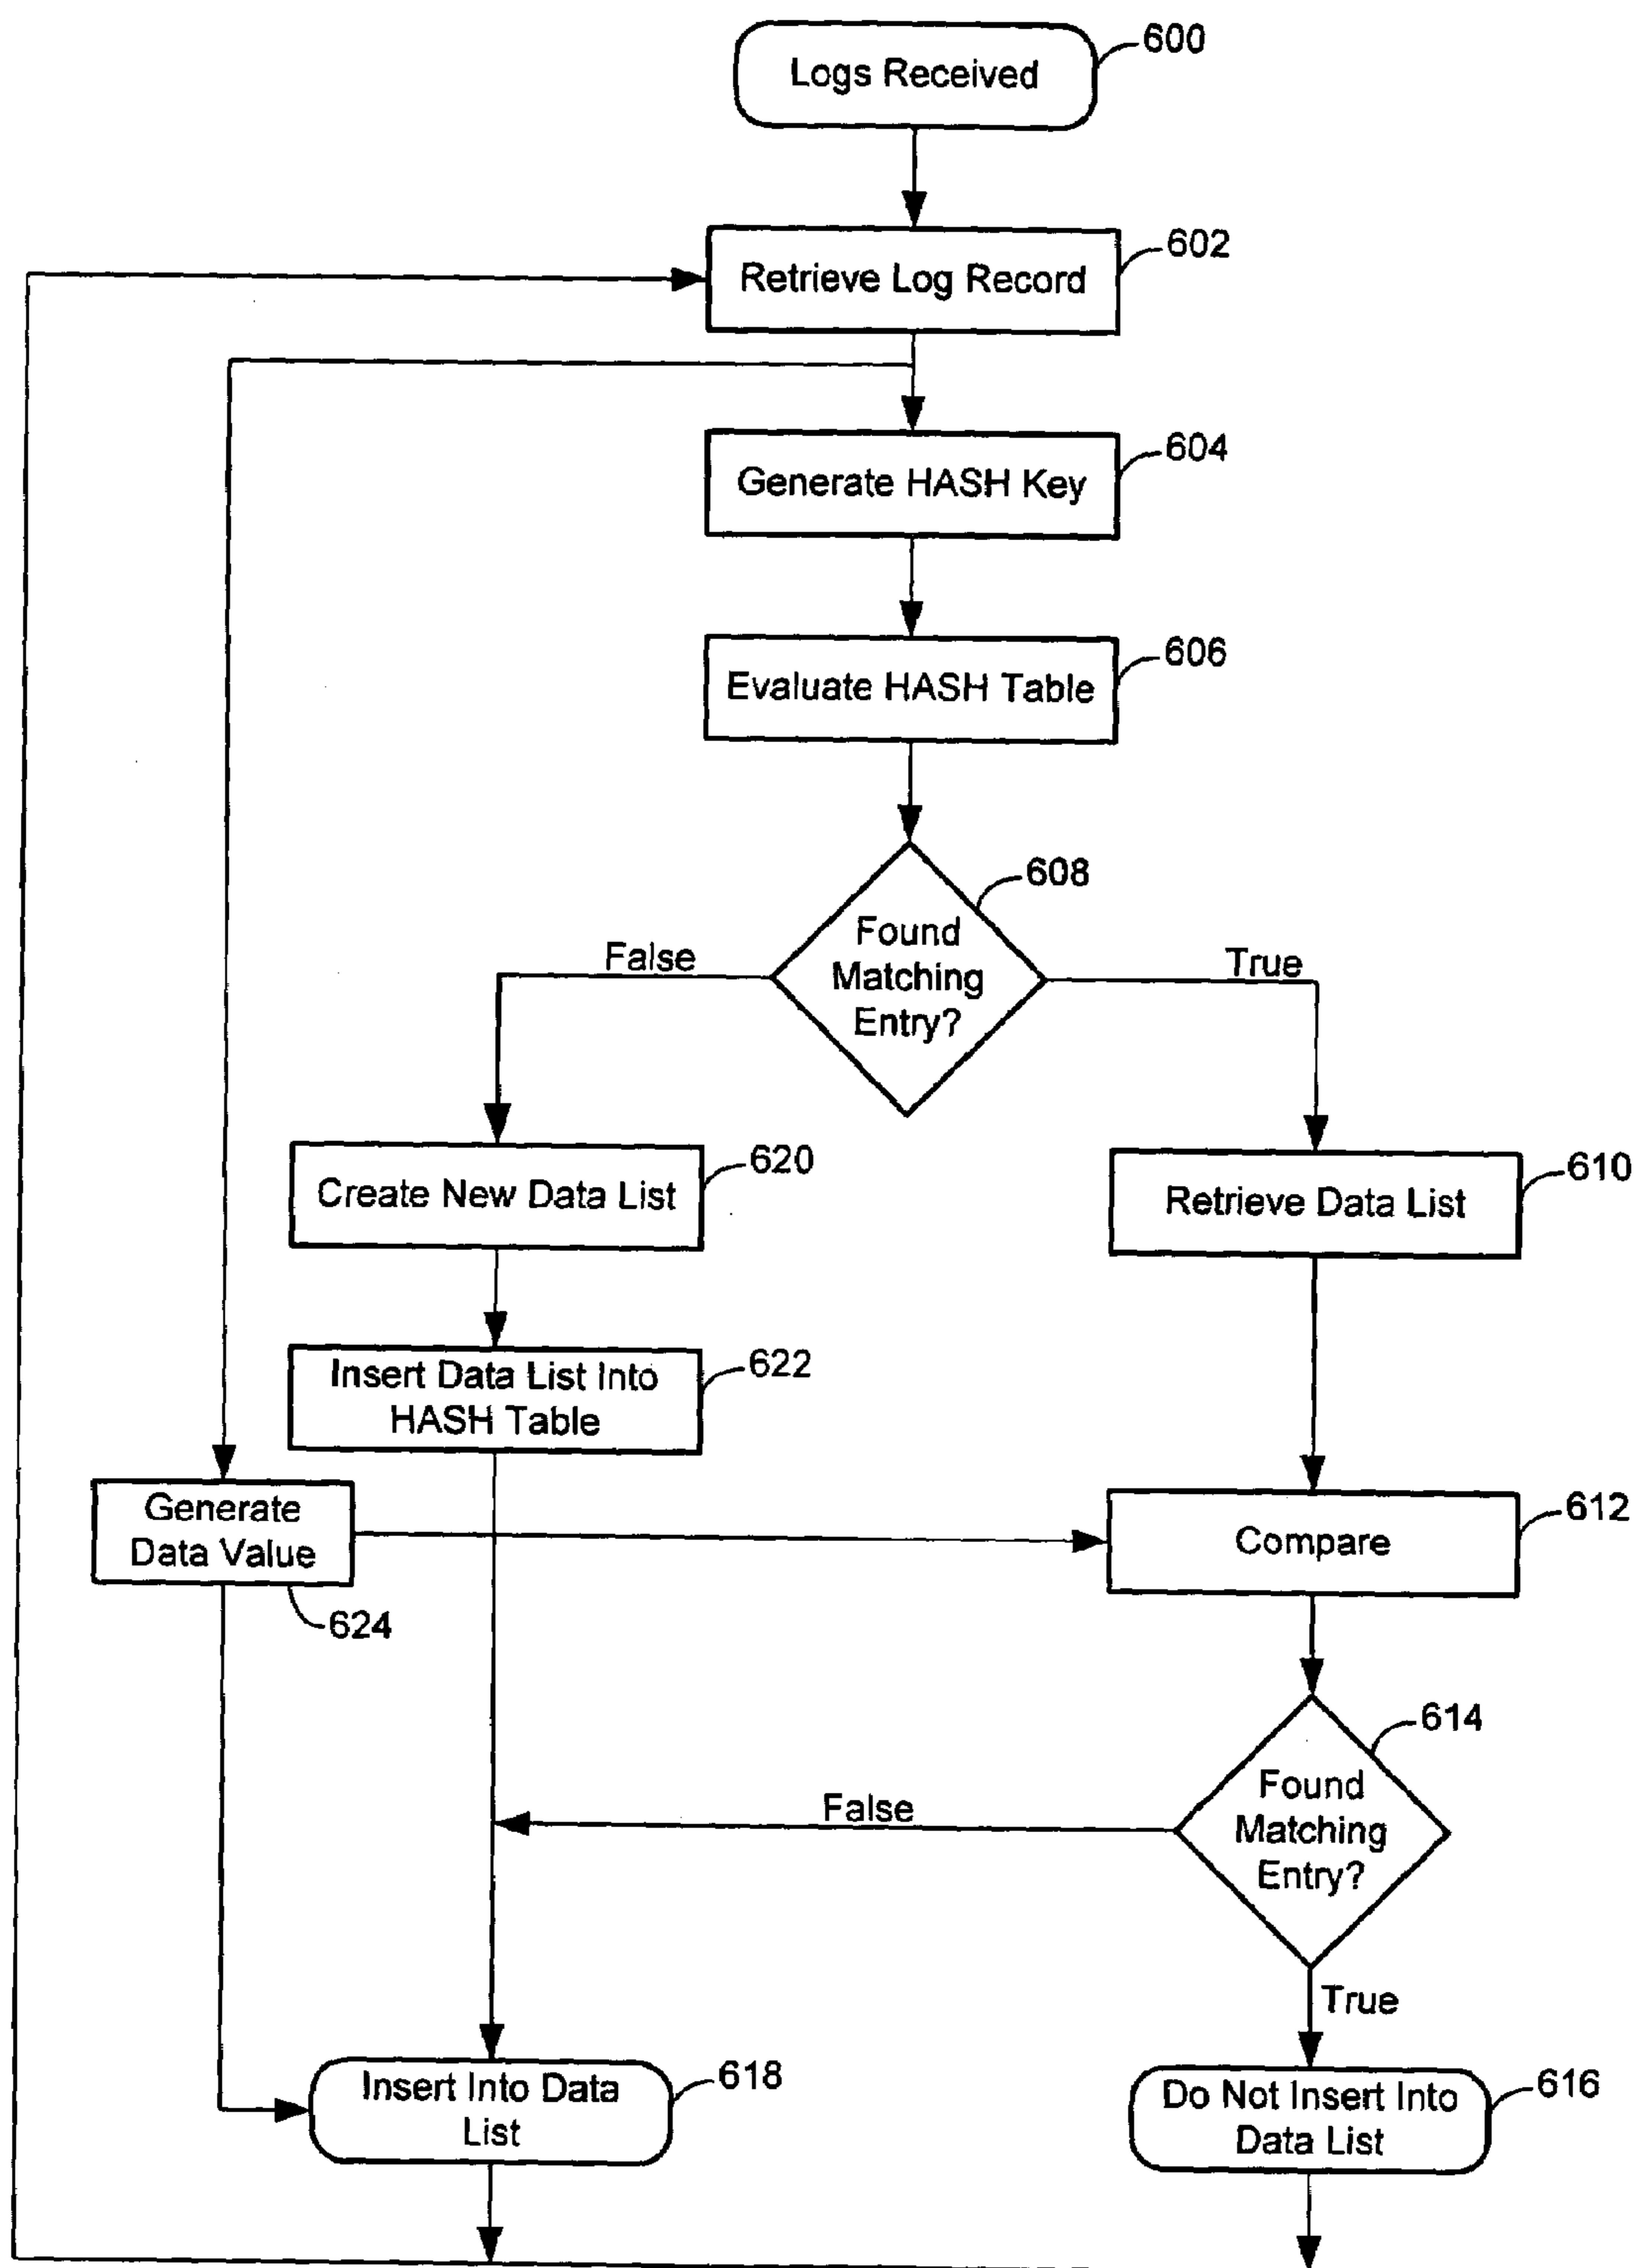 Logs Received
600
Retrieve Log Record
602
Generate HASH Key
604
Evaluate HASH Table
606
Found
Matching
Entry?
608
False
True
Create New Data List
620
Retrieve Data List
610
Insert Data List Into
HASH Table
622
Generate
Data Value
624
Compare
612
Found
Matching
Entry?
614
False
True
Insert Into Data
List
618
Do Not Insert Into
Data List
616